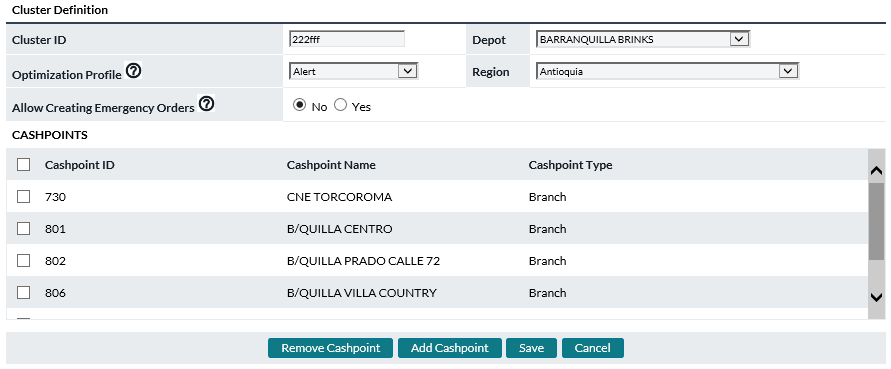 Cluster Definition
Cluster ID 222fff Depot BARRANQUILLA BRINKS
Optimization Profile ? Alert Region Antioquia
Allow Creating Emergency Orders ? No Yes
CASHPOINTS
Cashpoint ID Cashpoint Name Cashpoint Type
730 CNE TORCOROMA Branch
801 B/QUILLA CENTRO Branch
802 B/QUILLA PRADO CALLE 72 Branch
806 B/QUILLA VILLA COUNTRY Branch
Remove Cashpoint Add Cashpoint Save Cancel